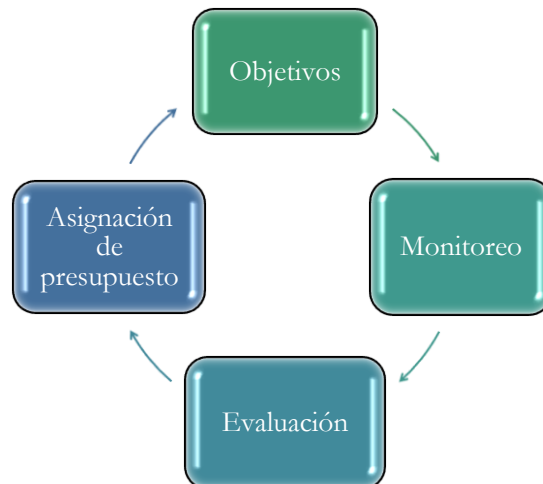 Objetivos
Monitoreo
Evaluación
Asignación
de
presupuesto